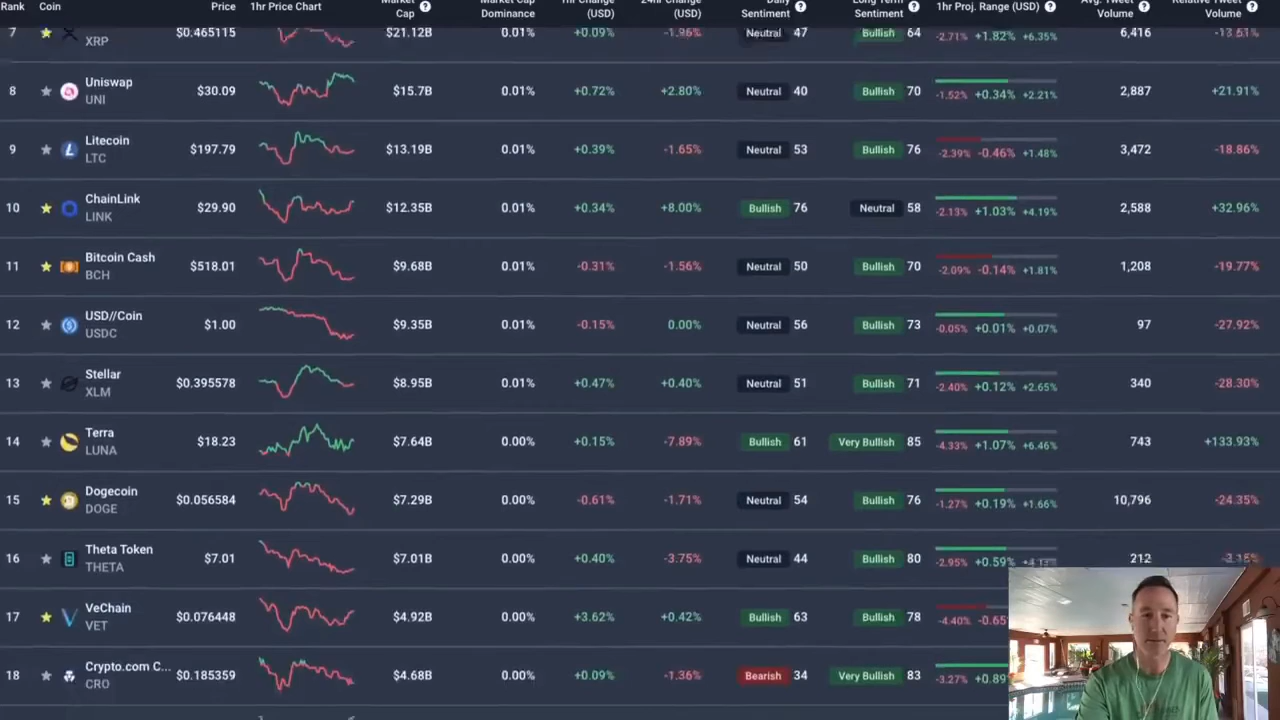 Rank Coin Price 1hr Price Chart Market Cap ? Market Cap Dominance 1hr Change (USD) 24hr Change (USD) Daily Sentiment ? Long Term Sentiment ? 1hr Proj. Range (USD) ? Avg. Tweet Volume ? Relative Tweet Volume ?
7 XRP $0.465115 $21.12B 0.01% +0.09% -1.96% Neutral 47 Bullish 64 -2.71% +1.82% +6.35% 6,416 -13.61%
8 Uniswap $30.09 $15.7B 0.01% +0.72% +2.80% Neutral 40 Bullish 70 -1.52% +0.34% +2.21% 2,887 +21.91%
UNI
9 Litecoin $197.79 $13.19B 0.01% +0.39% -1.65% Neutral 53 Bullish 76 -2.39% -0.46% +1.48% 3,472 -18.86%
LTC
10 ChainLink $29.90 $12.35B 0.01% +0.34% +8.00% Bullish 76 Neutral 58 -2.13% +1.03% +4.19% 2,588 +32.96%
LINK
11 Bitcoin Cash $518.01 $9.68B 0.01% -0.31% -1.56% Neutral 50 Bullish 70 -2.09% -0.14% +1.81% 1,208 -19.77%
BCH
12 USD//Coin $1.00 $9.35B 0.01% -0.15% 0.00% Neutral 56 Bullish 73 -0.05% +0.01% +0.07% 97 -27.92%
USDC
13 Stellar $0.395578 $8.95B 0.01% +0.47% +0.40% Neutral 51 Bullish 71 -2.40% +0.12% +2.65% 340 -28.30%
XLM
14 Terra $18.23 $7.64B 0.00% +0.15% -7.89% Bullish 61 Very Bullish 85 -4.33% +1.07% +6.46% 743 +133.93%
LUNA
15 Dogecoin $0.056584 $7.29B 0.00% -0.61% -1.71% Neutral 54 Bullish 76 -1.27% +0.19% +1.66% 10,796 -24.35%
DOGE
16 Theta Token $7.01 $7.01B 0.00% +0.40% -3.75% Neutral 44 Bullish 80 -2.95% +0.59% 212
THETA
17 VeChain $0.076448 $4.92B 0.00% +3.62% +0.42% Bullish 63 Bullish 78 -4.40% -0.65
VET
18 Crypto.com C... $0.185359 $4.68B 0.00% +0.09% -1.36% Bearish 34 Very Bullish 83 -3.27% +0.89
CRO